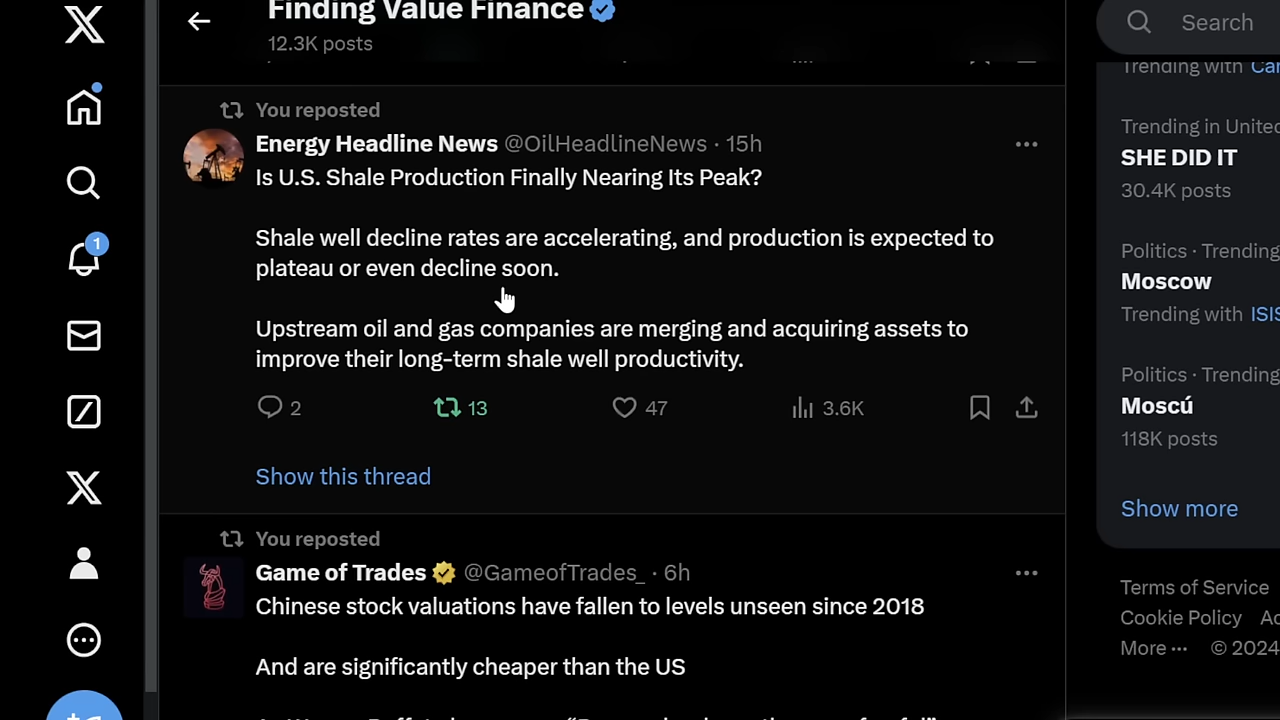 Finding Value Finance
12.3K posts
Search
You reposted
Energy Headline News @OilHeadlineNews · 15h
Is U.S. Shale Production Finally Nearing Its Peak?
Shale well decline rates are accelerating, and production is expected to
plateau or even decline soon.
Upstream oil and gas companies are merging and acquiring assets to
improve their long-term shale well productivity.
2 13 47 3.6K
Show this thread
You reposted
Game of Trades @GameofTrades_ · 6h
Chinese stock valuations have fallen to levels unseen since 2018
And are significantly cheaper than the US
1
Trending with
Trending in
SHE DID IT
30.4K posts
Politics · Trending
Moscow
Trending with ISIS
Politics · Trending
Moscú
118K posts
Show more
Terms of Service
Cookie Policy
More ··· © 2024